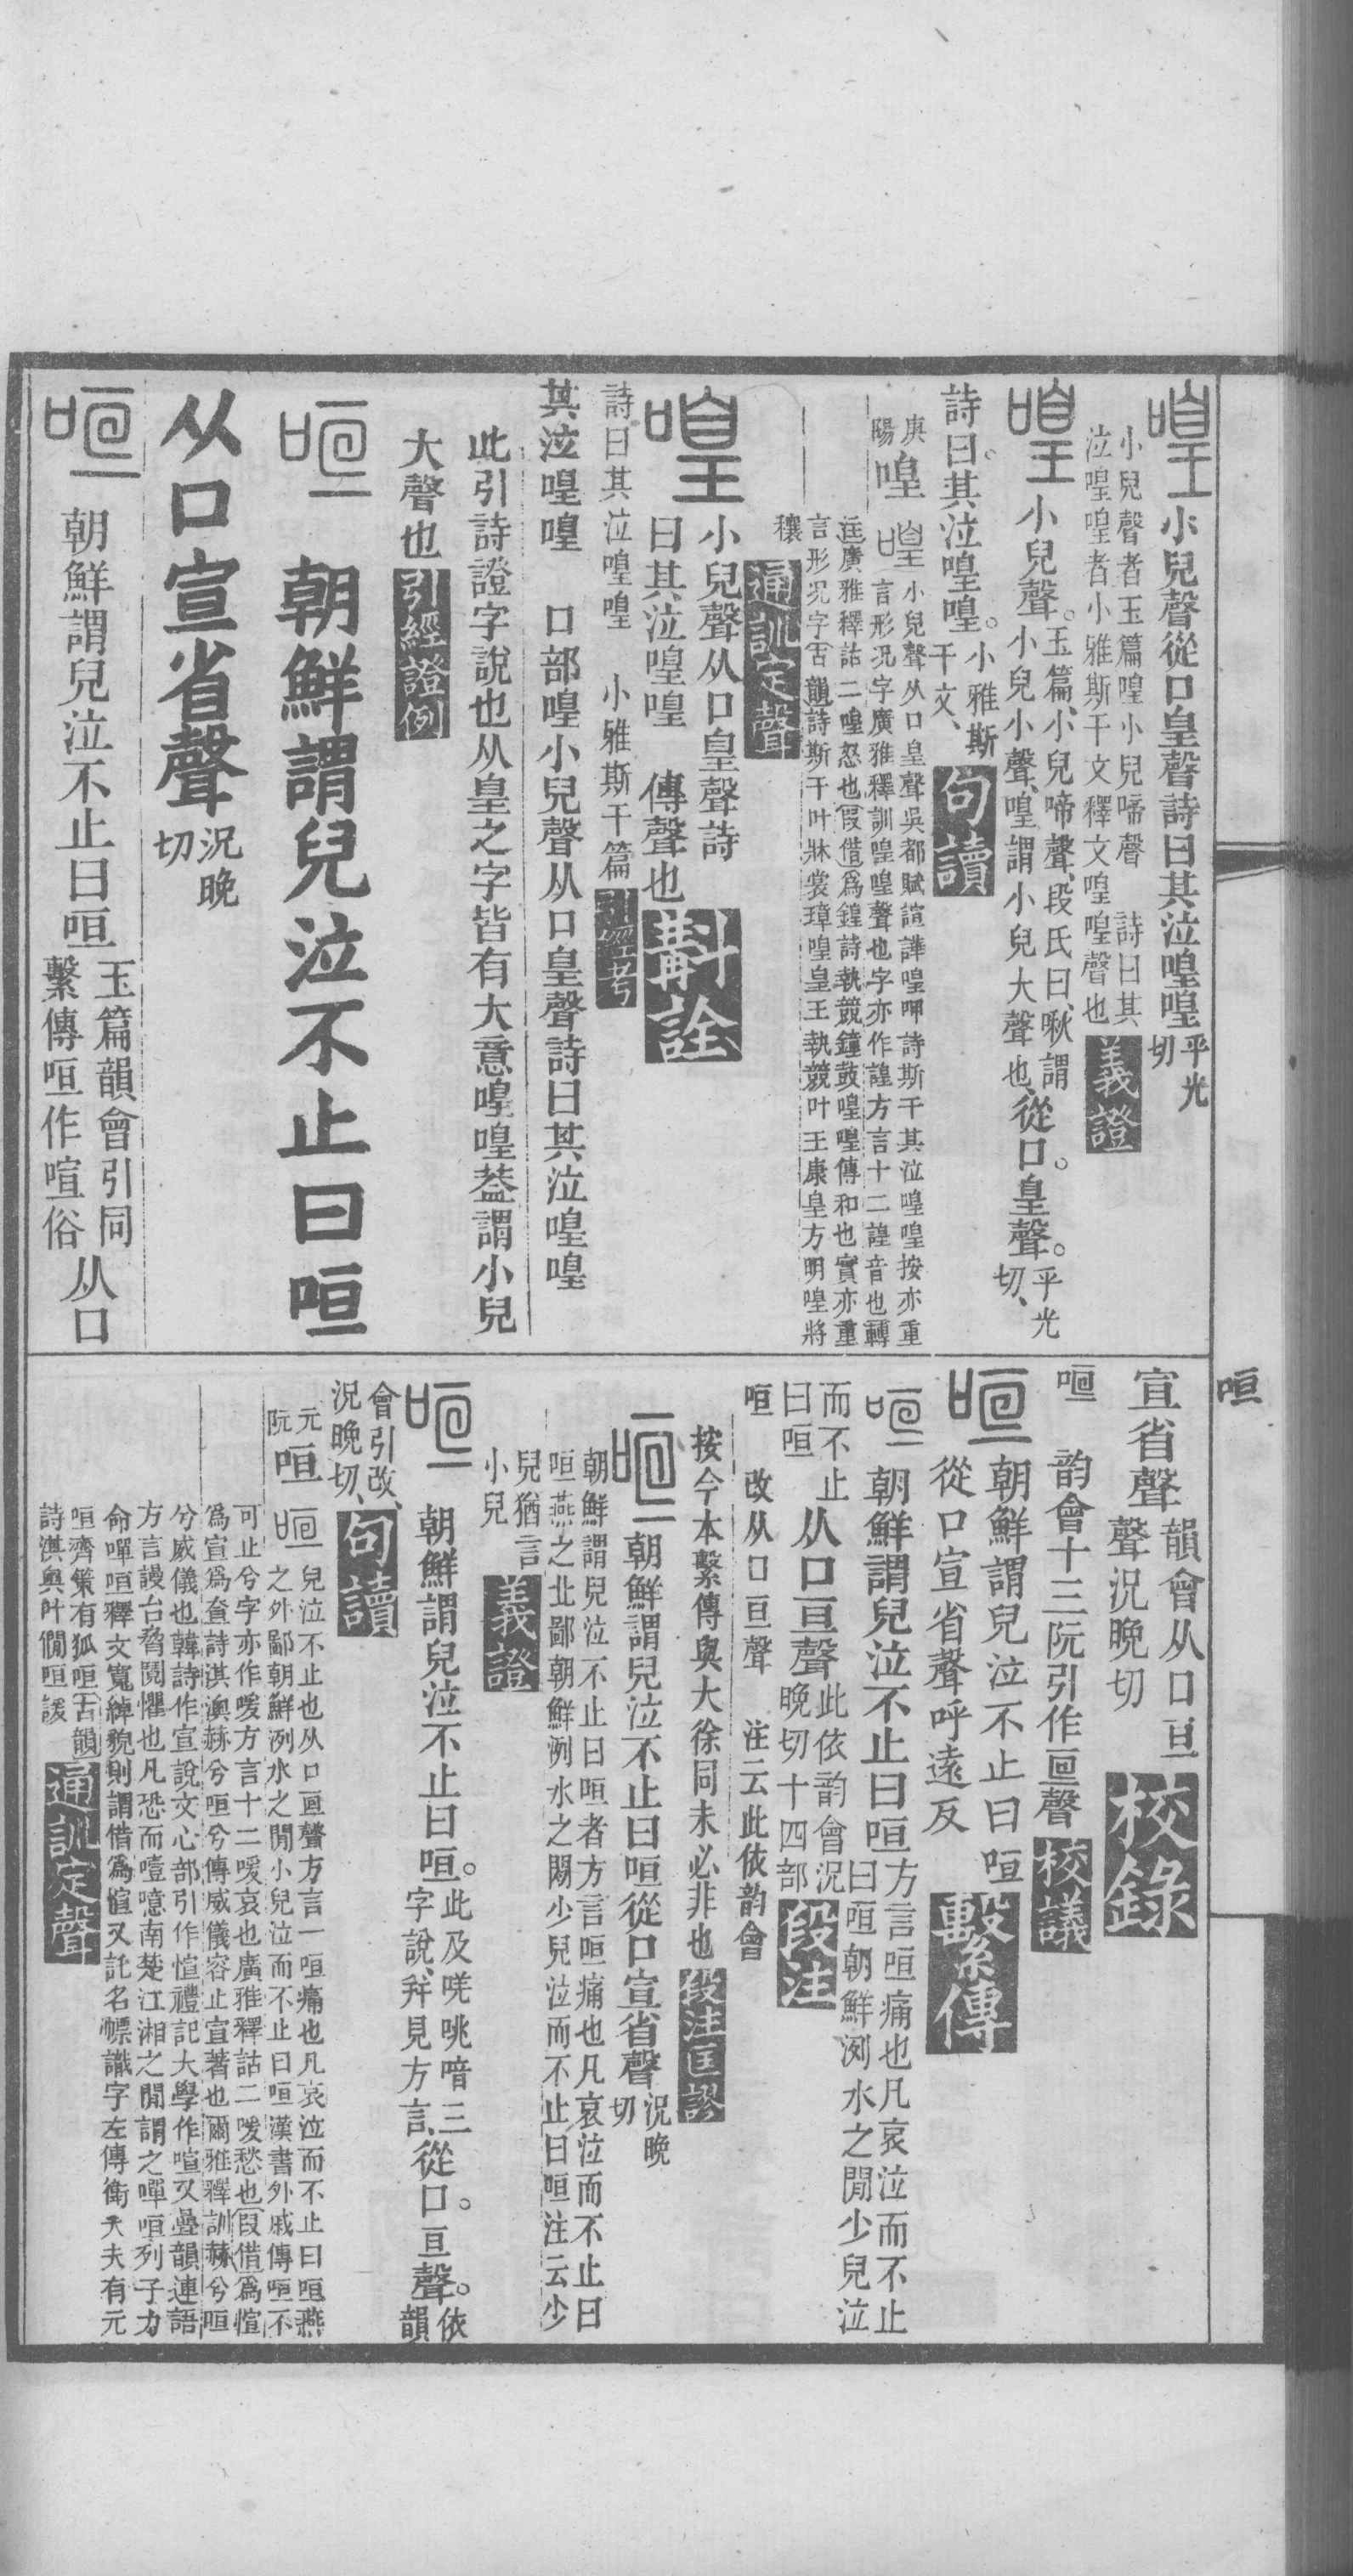 小兒聲從口皇聲詩曰其泣喤喤
平光
切
小兒聲者玉篇喤小兒啼聲 詩曰其
泣喤喤者小雅斯干文釋文喤喤聲也
義證
小兒聲。
玉篇、小兒啼聲、段氏曰、啾謂
小兒小聲、喤謂小兒大聲也、
從口。皇聲。
平光
切、
詩曰。其泣喤喤。
小雅斯
干文、
句讀
庚
陽
喤
小兒聲从口皇聲吳都賦諠譁喤呷詩斯干其泣喤喤按亦重
言形況字廣雅釋訓喤喤聲也字亦作諻方言十二諻音也轉
注廣雅釋詁二喤怒也叚借爲鍠詩執競鐘鼓喤喤傳和也實亦重
言形況字古韻詩斯干叶牀裳璋喤皇王執競叶王康皇方明喤將
穰
通訓定聲
小兒聲从口皇聲詩
曰其泣喤喤 傳聲也
斠詮
詩曰其泣喤喤 小雅斯干篇
引經考
其泣喤喤 口部喤小兒聲从口皇聲詩曰其泣喤喤
此引詩證字說也从皇之字皆有大意喤喤葢謂小兒
大聲也
引經證例
朝鮮謂兒泣不止曰咺
从口宣省聲
況晚
切
朝鮮謂兒泣不止曰咺
玉篇韻會引同
繫傳咺作喧俗
从口
咺
宣省聲
韻會从口亘
聲況晚切
校錄
咺
韵會十三阮引作亘聲
校議
朝鮮謂兒泣不止曰咺
從口宣省聲呼遠反
繫傳
朝鮮謂兒泣不止曰咺
方言咺痛也凡哀泣而不止
曰咺朝鮮洌水之閒少兒泣
而不止
曰咺
从口亘聲
此依韵會況
晚切十四部
段注
咺 改从口亘聲 注云此依韵會
按今本繫傳與大徐同未必非也
段注匡謬
朝鮮謂兒泣不止曰咺從口宣省聲
況晚
切
朝鮮謂兒泣不止曰咺者方言咺痛也凡哀泣而不止曰
咺燕之北鄙朝鮮洌水之閒少兒泣而不止曰咺注云少
兒猶言
小兒
義證
朝鮮謂兒泣不止曰咺。
此及咣咷喑三
字說、幷見方言、
從口。亘聲。
依
韻
會引改、
況晚切、
句讀
元
阮
咺
兒泣不止也从口亘聲方言一咺痛也凡哀泣而不止曰咺燕
之外鄙朝鮮洌水之閒小兒泣而不止曰咺漢書外戚傳咺不
可止兮字亦作嗳方言十二嗳哀也廣雅釋詁二嗳愁也叚借爲愃
爲宣爲奆詩淇澳赫兮咺兮傳威儀容止宣著也爾雅釋訓赫兮咺
兮威儀也韓詩作宣說文心部引作愃禮記大學作喧又疊韻連語
方言謾台脅鬩懼也凡恐而噎噫南楚江湘之閒謂之嘽咺列子力
命嘽咺釋文寬綽貌則謂借爲愃又託名幖識字左傳衛大夫有元
咺齊策有狐咺古韻
詩淇奥叶僩咺諼
通訓定聲